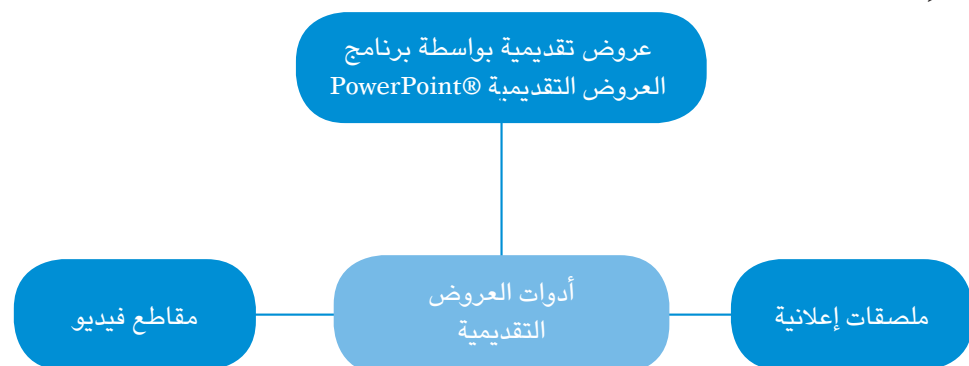 عروض تقديمية بواسطة برنامج
العروض التقديمية PowerPoint®
ملصقات إعلانية
أدوات العروض
التقديمية
مقاطع فيديو